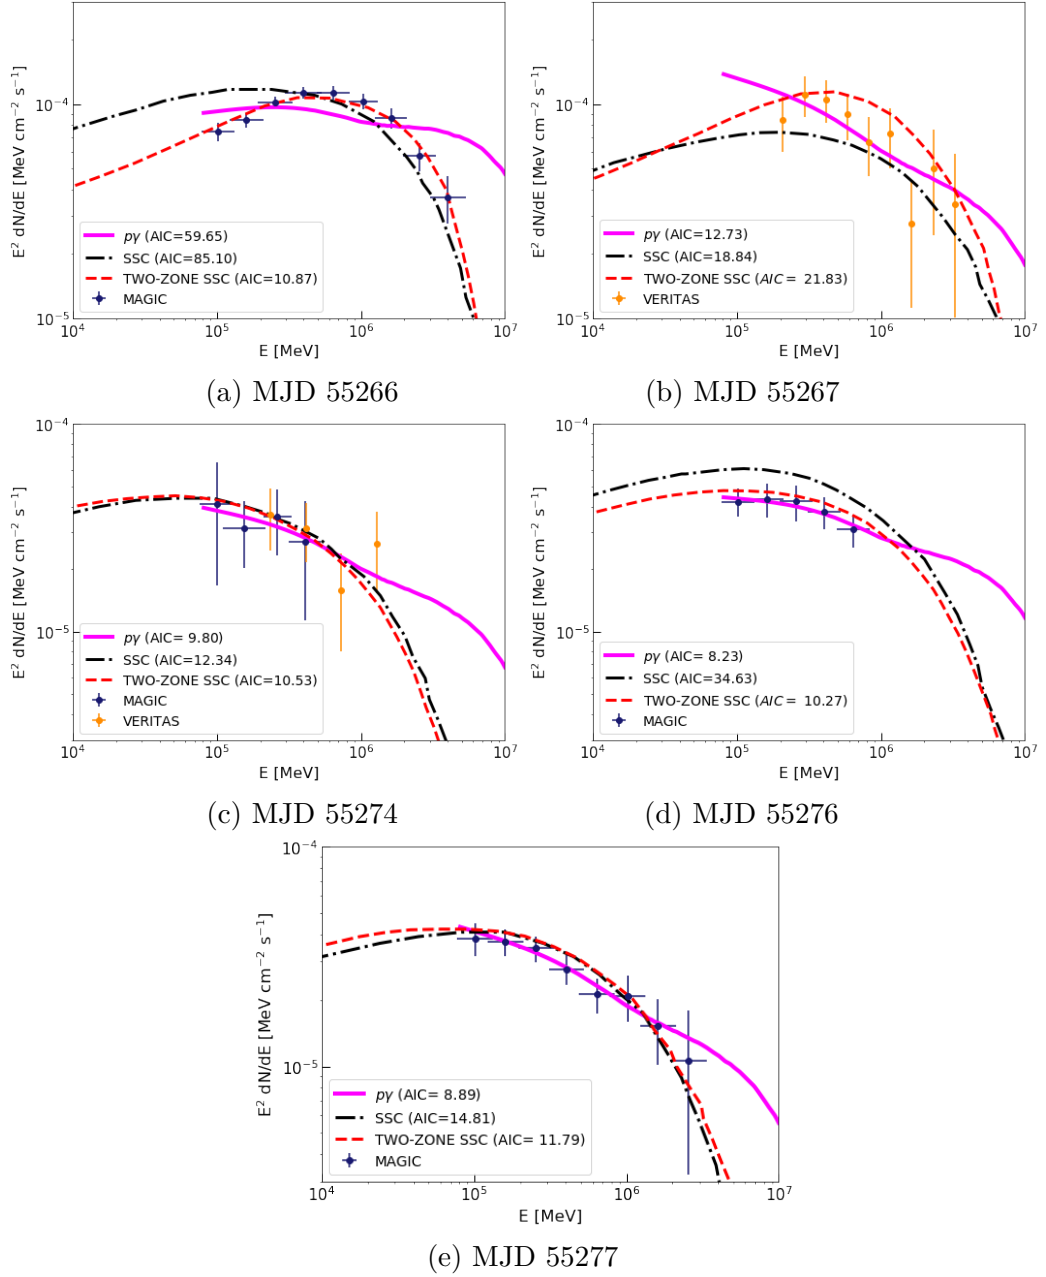 10⁻⁴
10⁻⁵
E² dN/dE [MeV cm⁻² s⁻¹]
pγ (AIC=59.65)
SSC (AIC=85.10)
TWO-ZONE SSC (AIC=10.87)
MAGIC
10⁴ 10⁵ 10⁶ 10⁷
E [MeV]
(a) MJD 55266
10⁻⁴
10⁻⁵
E² dN/dE [MeV cm⁻² s⁻¹]
pγ (AIC=12.73)
SSC (AIC=18.84)
TWO-ZONE SSC (AIC = 21.83)
VERITAS
10⁴ 10⁵ 10⁶ 10⁷
E [MeV]
(b) MJD 55267
10⁻⁴
10⁻⁵
E² dN/dE [MeV cm⁻² s⁻¹]
pγ (AIC= 9.80)
SSC (AIC=12.34)
TWO-ZONE SSC (AIC=10.53)
MAGIC
VERITAS
10⁴ 10⁵ 10⁶ 10⁷
E [MeV]
(c) MJD 55274
10⁻⁴
10⁻⁵
E² dN/dE [MeV cm⁻² s⁻¹]
pγ (AIC= 8.23)
SSC (AIC=34.63)
TWO-ZONE SSC (AIC = 10.27)
MAGIC
10⁴ 10⁵ 10⁶ 10⁷
E [MeV]
(d) MJD 55276
10⁻⁴
10⁻⁵
E² dN/dE [MeV cm⁻² s⁻¹]
pγ (AIC= 8.89)
SSC (AIC=14.81)
TWO-ZONE SSC (AIC= 11.79)
MAGIC
10⁴ 10⁵ 10⁶ 10⁷
E [MeV]
(e) MJD 55277